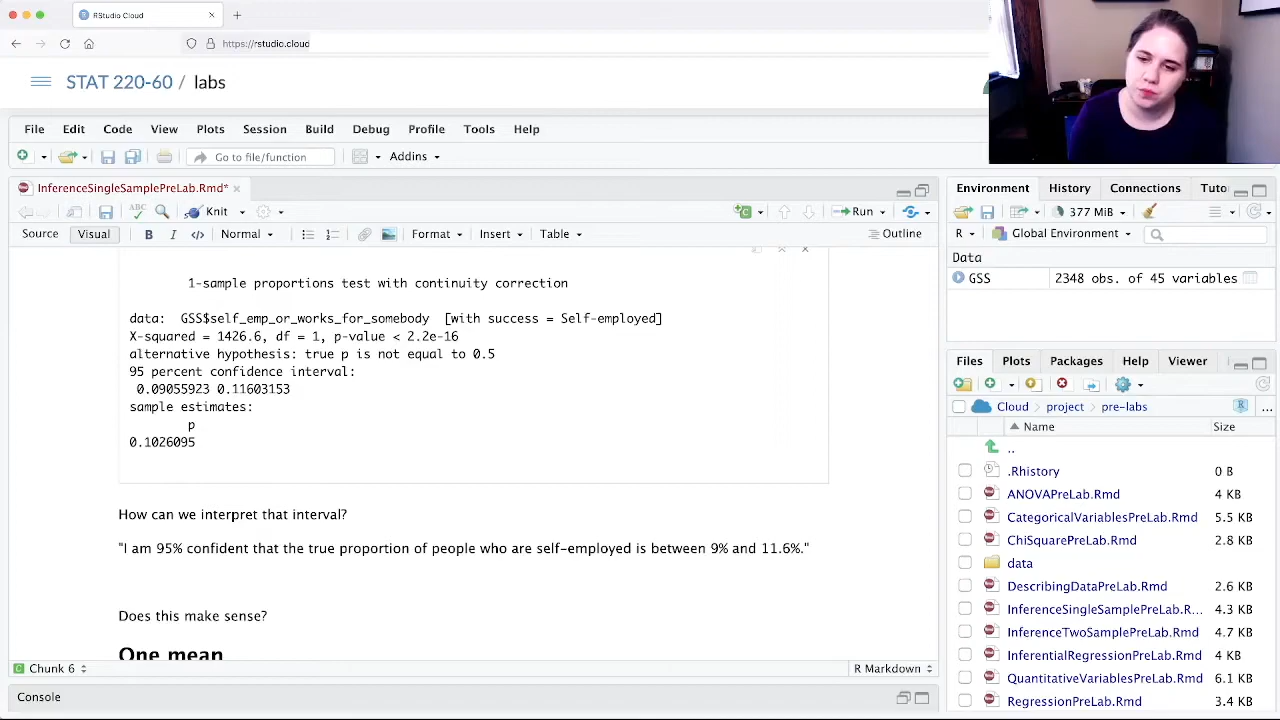 RStudio Cloud
https://rstudio.cloud
STAT 220-60 / labs
File Edit Code View Plots Session Build Debug Profile Tools Help
Go to file/function
Addins
InferenceSingleSamplePreLab.Rmd*
ABC
Knit
Run
Source Visual
B I </> Normal
Format Insert Table
Outline
1-sample proportions test with continuity correction
data: GSS$self_emp_or_works_for_somebody [with success = Self-employed]
X-squared = 1426.6, df = 1, p-value < 2.2e-16
alternative hypothesis: true p is not equal to 0.5
95 percent confidence interval:
0.09055923 0.11603153
sample estimates:
p
0.1026095
How can we interpret that interval?
"I am 95% confident that the true proportion of people who are self-employed is between 9% and 11.6%."
Does this make sense?
One mean
Chunk 6
R Markdown
Console
Environment History Connections Tuto
377 MiB
R Global Environment
Data
GSS 2348 obs. of 45 variables
Files Plots Packages Help Viewer
Cloud project pre-labs ...
Name Size
..
.Rhistory 0 B
ANOVAPreLab.Rmd 4 KB
CategoricalVariablesPreLab.Rmd 5.5 KB
ChiSquarePreLab.Rmd 2.8 KB
data
DescribingDataPreLab.Rmd 2.6 KB
InferenceSingleSamplePreLab.R... 4.3 KB
InferenceTwoSamplePreLab.Rmd 4.7 KB
InferentialRegressionPreLab.Rmd 4 KB
QuantitativeVariablesPreLab.Rmd 6.1 KB
RegressionPreLab.Rmd 3.4 KB